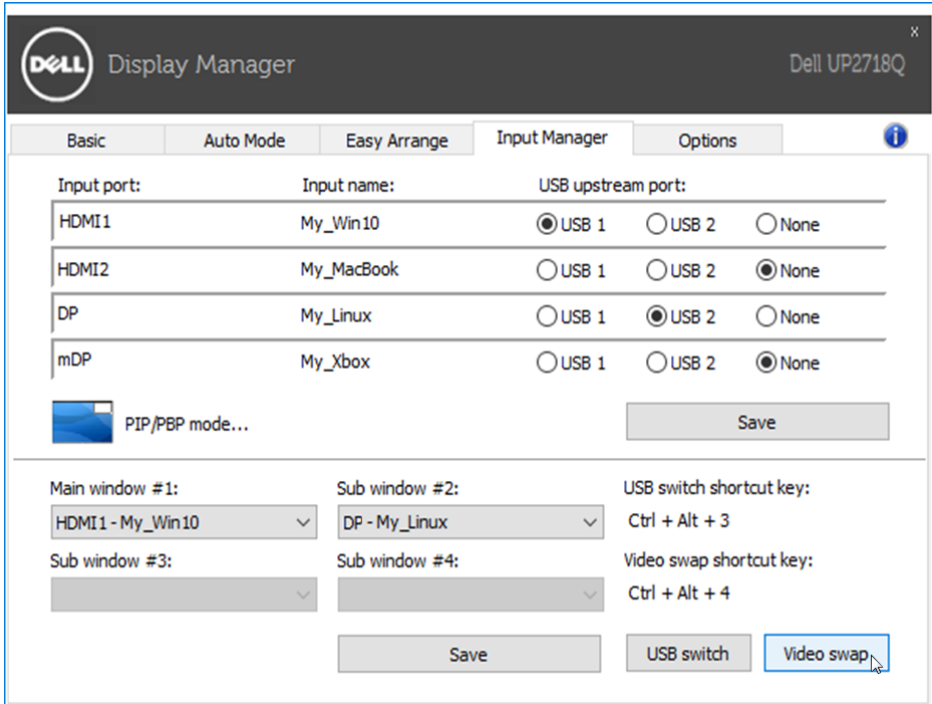 x
DELL Display Manager Dell UP2718Q
Basic Auto Mode Easy Arrange Input Manager Options i
Input port: Input name: USB upstream port:
HDMI1 My_Win10 USB 1 USB 2 None
HDMI2 My_MacBook USB 1 USB 2 None
DP My_Linux USB 1 USB 2 None
mDP My_Xbox USB 1 USB 2 None
PIP/PBP mode... Save
Main window #1: Sub window #2: USB switch shortcut key:
HDMI1 - My_Win10 DP - My_Linux Ctrl + Alt + 3
Sub window #3: Sub window #4: Video swap shortcut key:
Ctrl + Alt + 4
Save USB switch Video swap